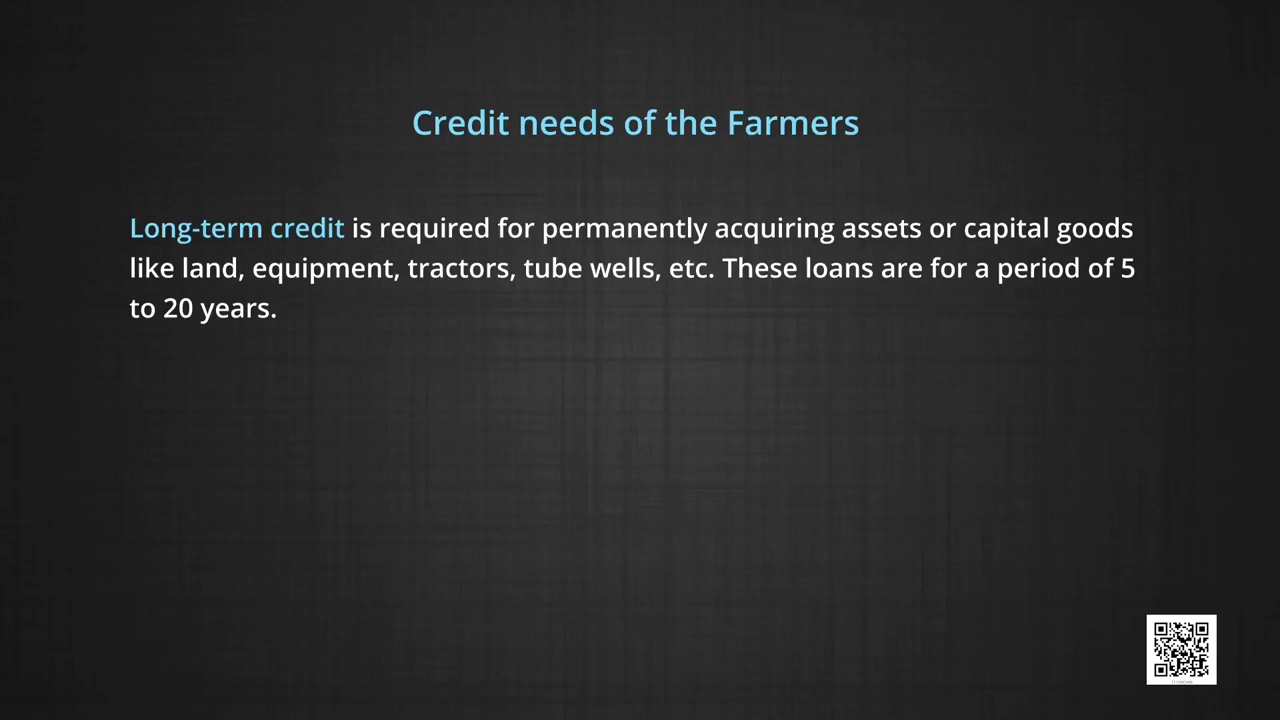 Credit needs of the Farmers
Long-term credit is required for permanently acquiring assets or capital goods
like land, equipment, tractors, tube wells, etc. These loans are for a period of 5
to 20 years.